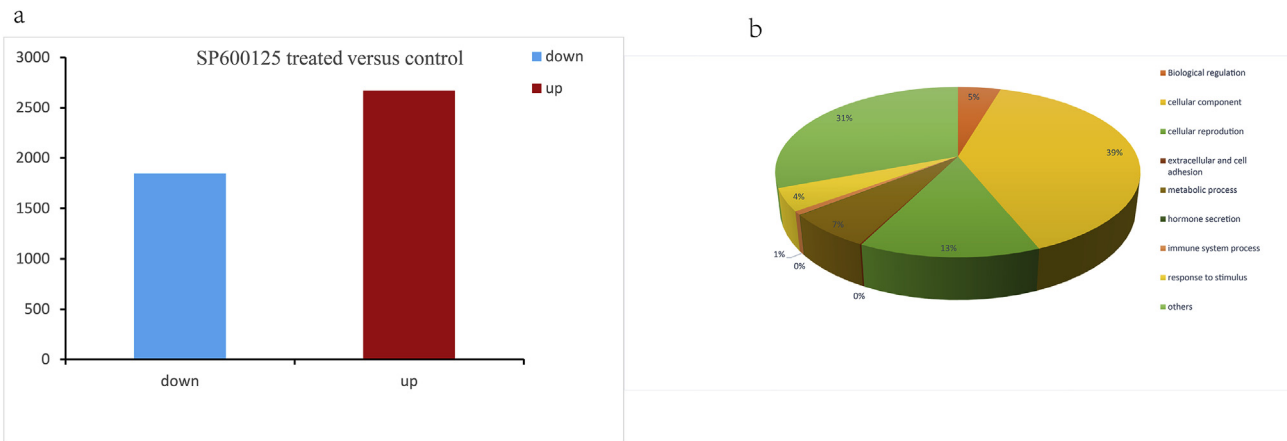 a
SP600125 treated versus control
down
up
3000
2500
2000
1500
1000
500
0
down
up
b
5%
39%
13%
0%
7%
0%
1%
4%
31%
Biological regulation
cellular component
cellular reprodution
extracellular and cell
adhesion
metabolic process
hormone secretion
immune system process
response to stimulus
others